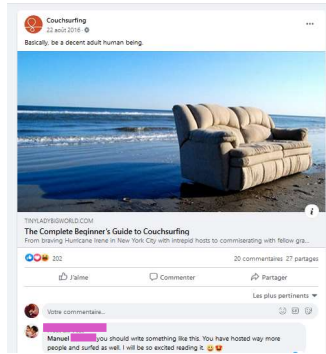 Couchsurfing
22 août 2016
Basically, be a decent adult human being.
TINYLADYBIGWORLD.COM
The Complete Beginner's Guide to Couchsurfing
From braving Hurricane Irene in New York City with intrepid hosts to commiserating with fellow gra...
202
20 commentaires 27 partages
J'aime Commenter Partager
Les plus pertinents
Votre commentaire...
Manuel you should write something like this. You have hosted way more
people and surfed as well. I will be so excited reading it.